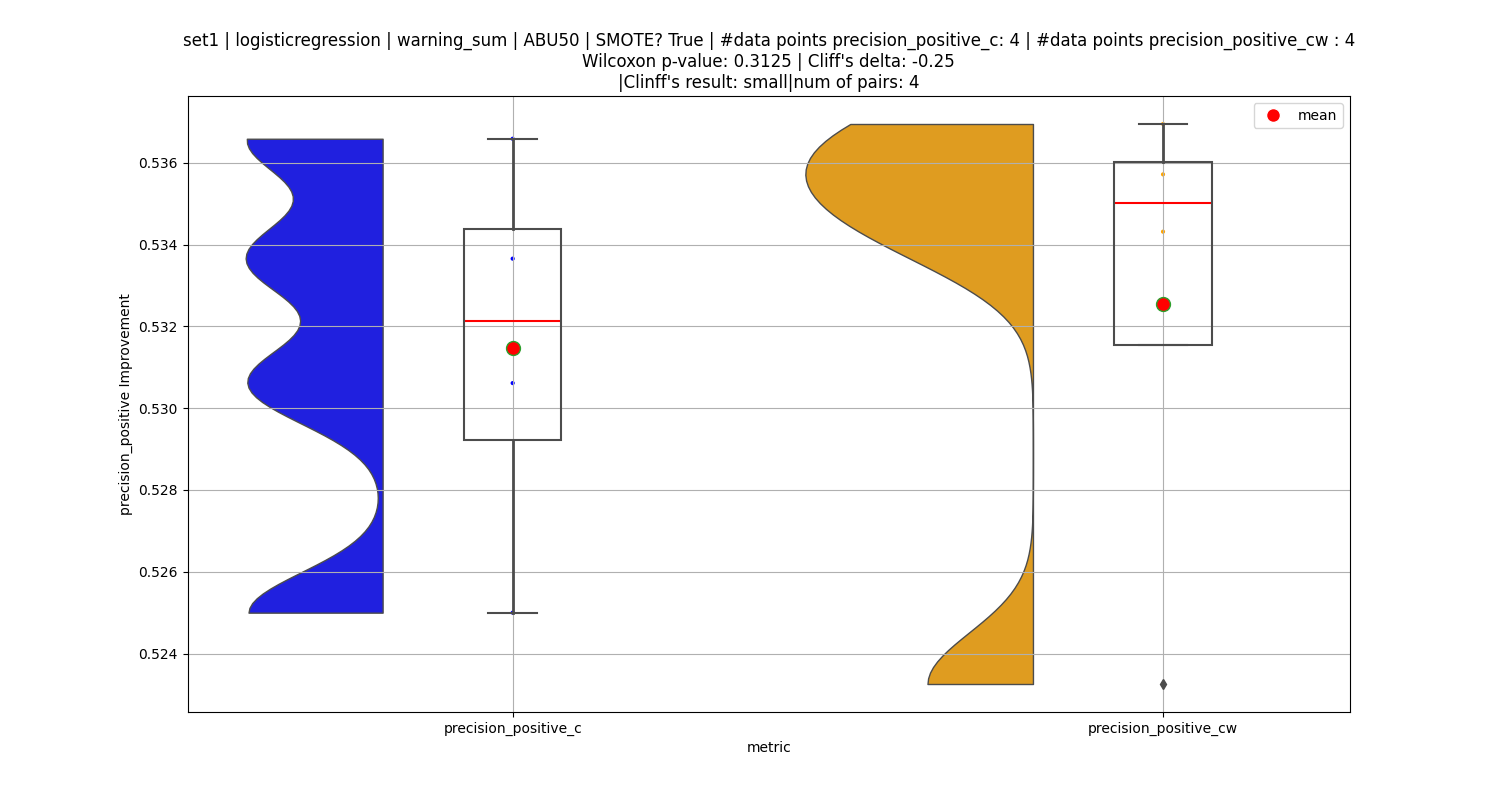 set1 | logisticregression | warning_sum | ABU50 | SMOTE? True | #data points precision_positive_c: 4 | #data points precision_positive_cw : 4
Wilcoxon p-value: 0.3125 | Cliff's delta: -0.25
|Clinff's result: small|num of pairs: 4
mean
0.536
0.534
0.532
0.530
0.528
0.526
0.524
precision_positive Improvement
precision_positive_c
precision_positive_cw
metric